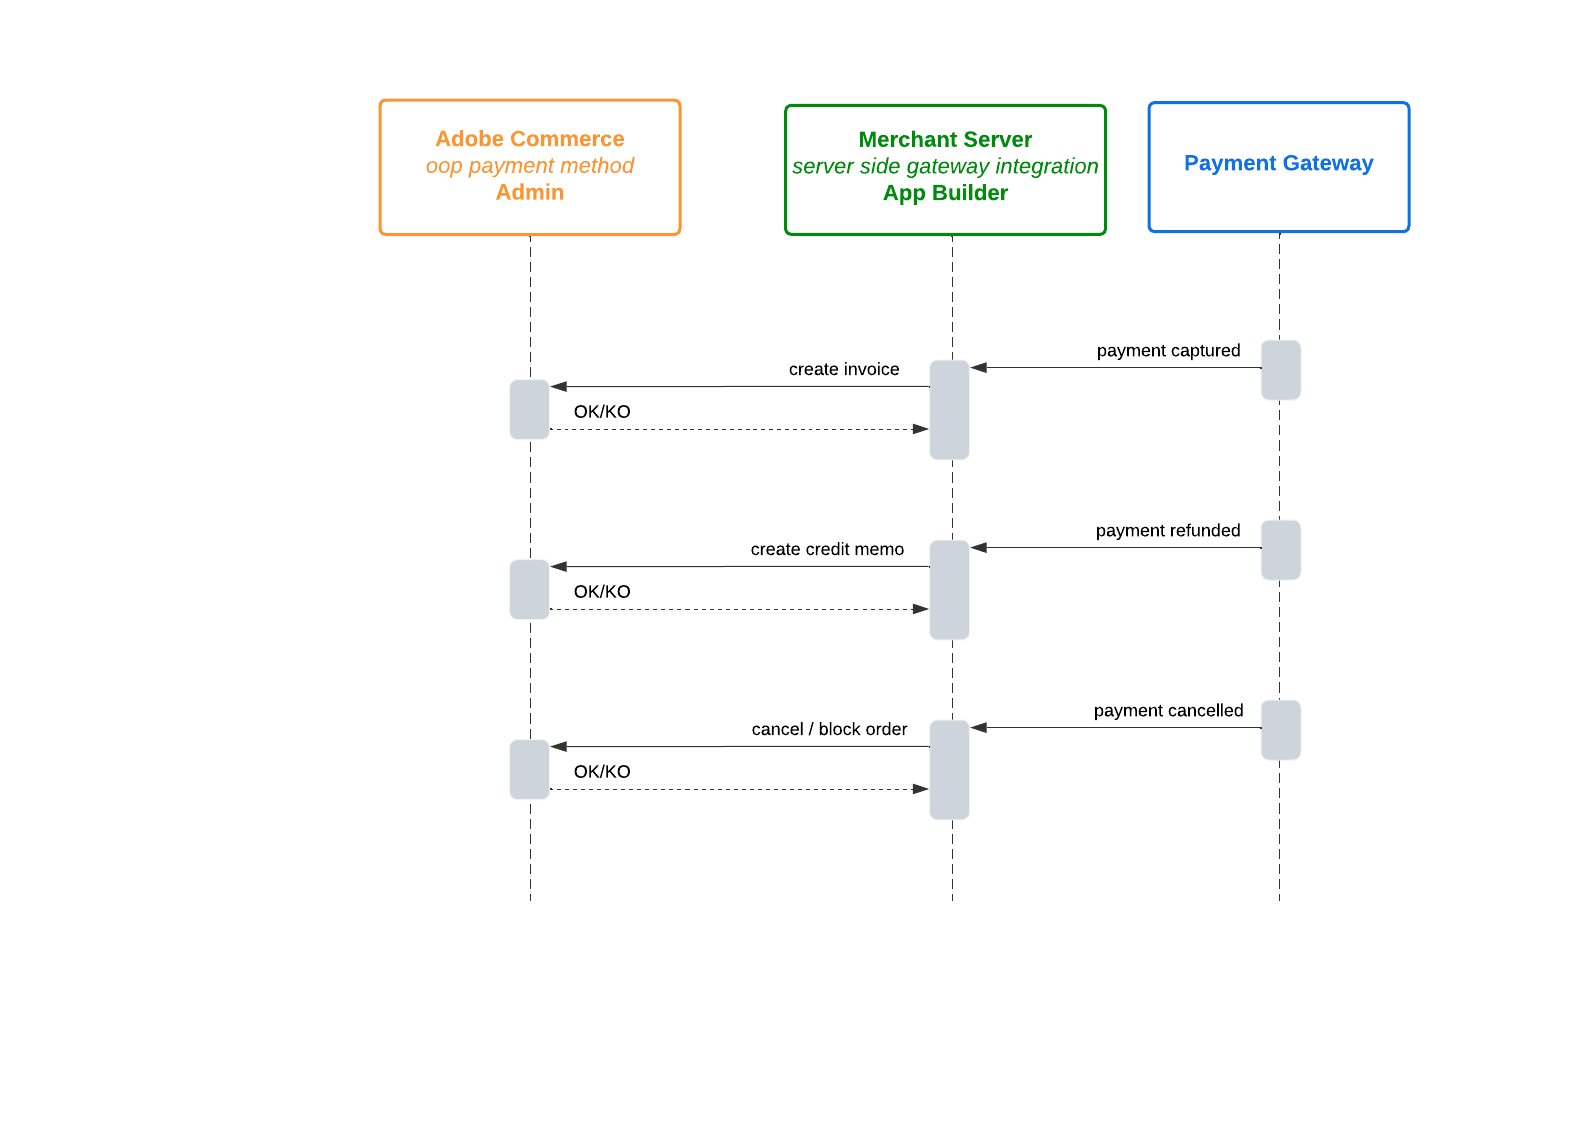 Adobe Commerce
oop payment method
Admin
Merchant Server
server side gateway integration
App Builder
Payment Gateway
payment captured
create invoice
OK/KO
payment refunded
create credit memo
OK/KO
payment cancelled
cancel / block order
OK/KO